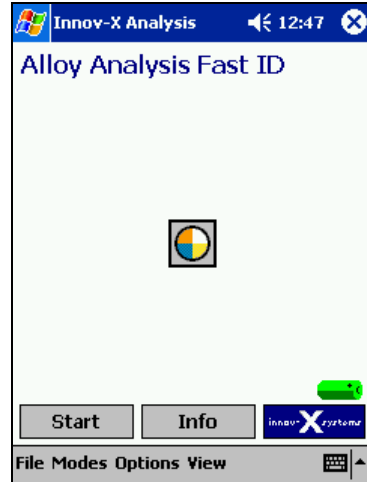 Innov-X Analysis 12:47
Alloy Analysis Fast ID
Start Info innov-X systems
File Modes Options View